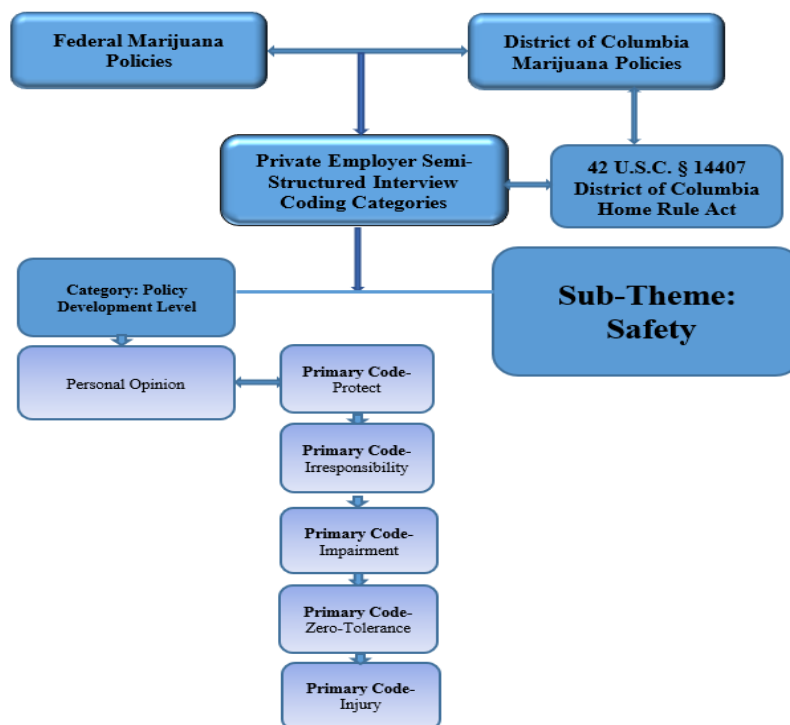 Federal Marijuana
Policies
District of Columbia
Marijuana Policies
Private Employer Semi-
Structured Interview
Coding Categories
42 U.S.C. § 14407
District of Columbia
Home Rule Act
Category: Policy
Development Level
Sub-Theme:
Safety
Personal Opinion
Primary Code-
Protect
Primary Code-
Irresponsibility
Primary Code-
Impairment
Primary Code-
Zero-Tolerance
Primary Code-
Injury